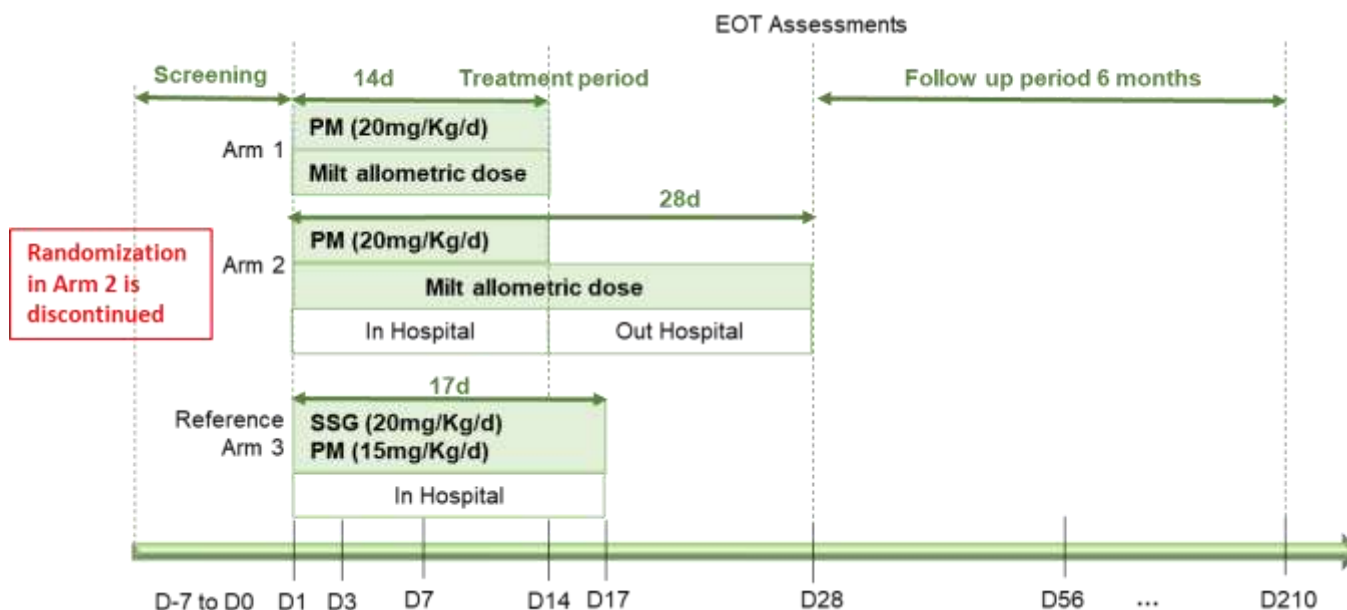 EOT Assessments
Screening
14d
Treatment period
Follow up period 6 months
Arm 1
PM (20mg/Kg/d)
Milt allometric dose
28d
Randomization
in Arm 2 is
discontinued
Arm 2
PM (20mg/Kg/d)
Milt allometric dose
In Hospital
Out Hospital
17d
Reference
Arm 3
SSG (20mg/Kg/d)
PM (15mg/Kg/d)
In Hospital
D-7 to D0
D1
D3
D7
D14
D17
D28
D56
...
D210